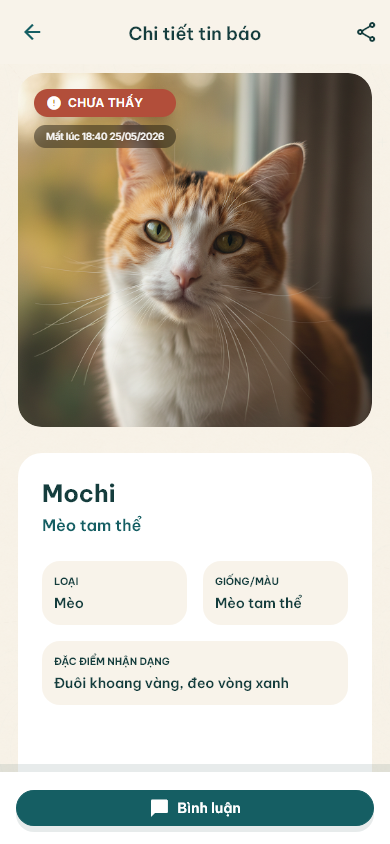 Chi tiết tin báo
CHƯA THẤY
Mất lúc 18:40 25/05/2026
Mochi
Mèo tam thể
LOẠI
Mèo
GIỐNG/MÀU
Mèo tam thể
ĐẶC ĐIỂM NHẬN DẠNG
Đuôi khoang vàng, đeo vòng xanh
Bình luận